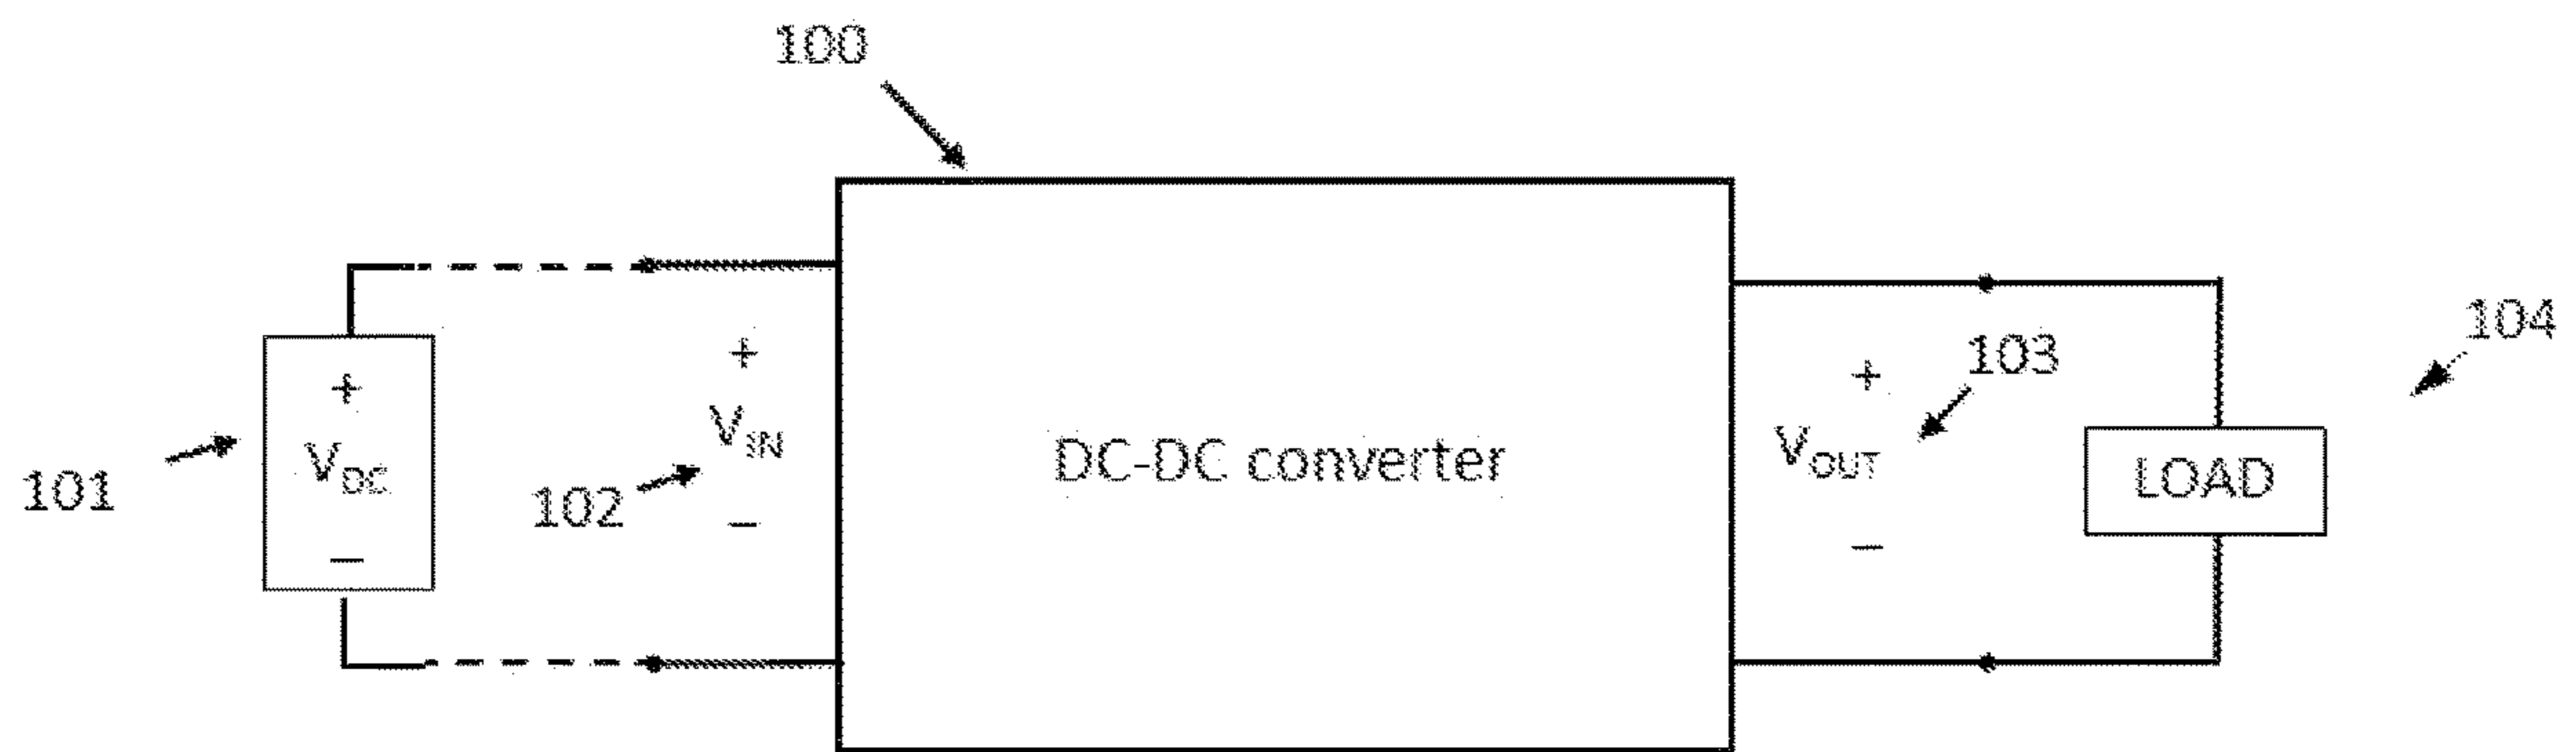 100
104
+
+
103
+
V_IN
V_OUT
V_DC
DC-DC converter
LOAD
101
102
−
−
−